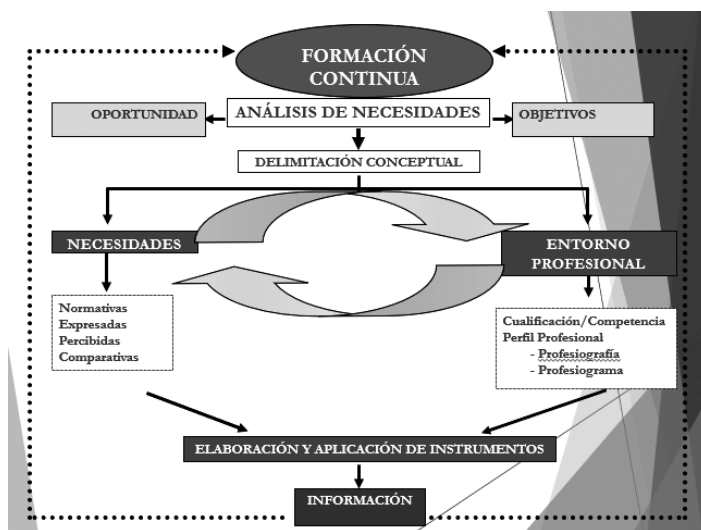 FORMACIÓN
CONTINUA
OPORTUNIDAD
ANÁLISIS DE NECESIDADES
OBJETIVOS
DELIMITACIÓN CONCEPTUAL
NECESIDADES
ENTORNO
PROFESIONAL
Normativas
Expresadas
Percibidas
Comparativas
Cualificación/Competencia
Perfil Profesional
- Profesiografía
- Profesiograma
ELABORACIÓN Y APLICACIÓN DE INSTRUMENTOS
INFORMACIÓN